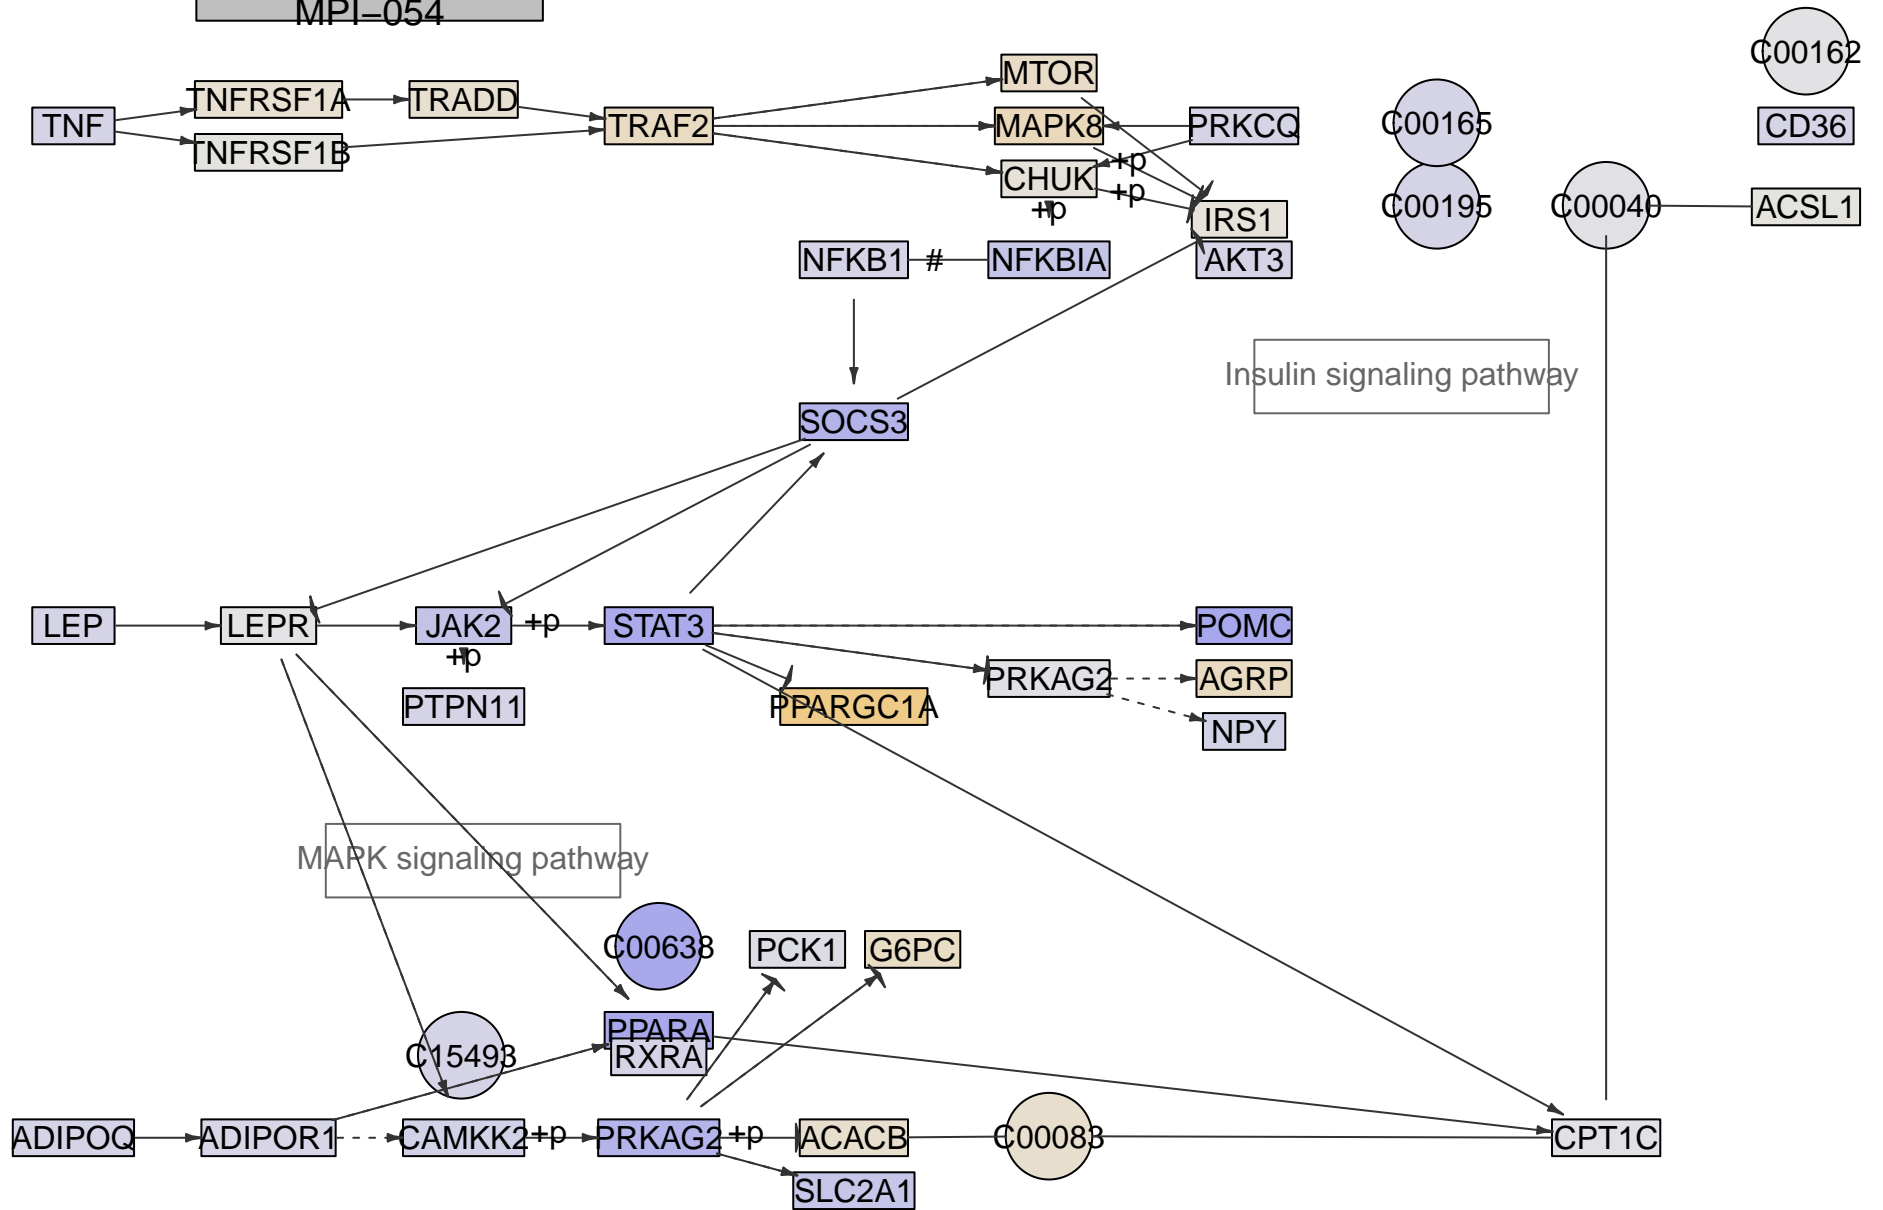 MPI−054
C00162
MTOR
TNFRSF1A
TRADD
TNF
TRAF2
MAPK8
PRKCQ
C00165
CD36
TNFRSF1B
+p
CHUK
+p
+p
IRS1
C00195
C00040
ACSL1
NFKB1
#
NFKBIA
AKT3
Insulin signaling pathway
SOCS3
LEP
LEPR
JAK2
+p
STAT3
POMC
+p
PRKAG2
AGRP
PTPN11
PPARGC1A
NPY
MAPK signaling pathway
C00638
PCK1
G6PC
PPARA
C15493
RXRA
ADIPOQ
ADIPOR1
CAMKK2
+p
PRKAG2
+p
ACACB
C00083
CPT1C
SLC2A1